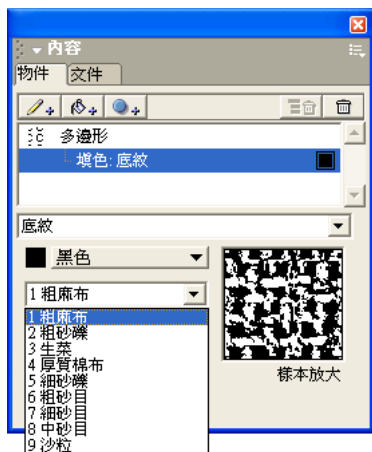 內容
物件 文件
多邊形
填色: 底紋
底紋
黑色
1 粗麻布
1 粗麻布
2 粗砂礫
3 生菜
4 厚質棉布
5 細砂礫
6 粗砂目
7 細砂目
8 中砂目
9 沙粒
樣本放大